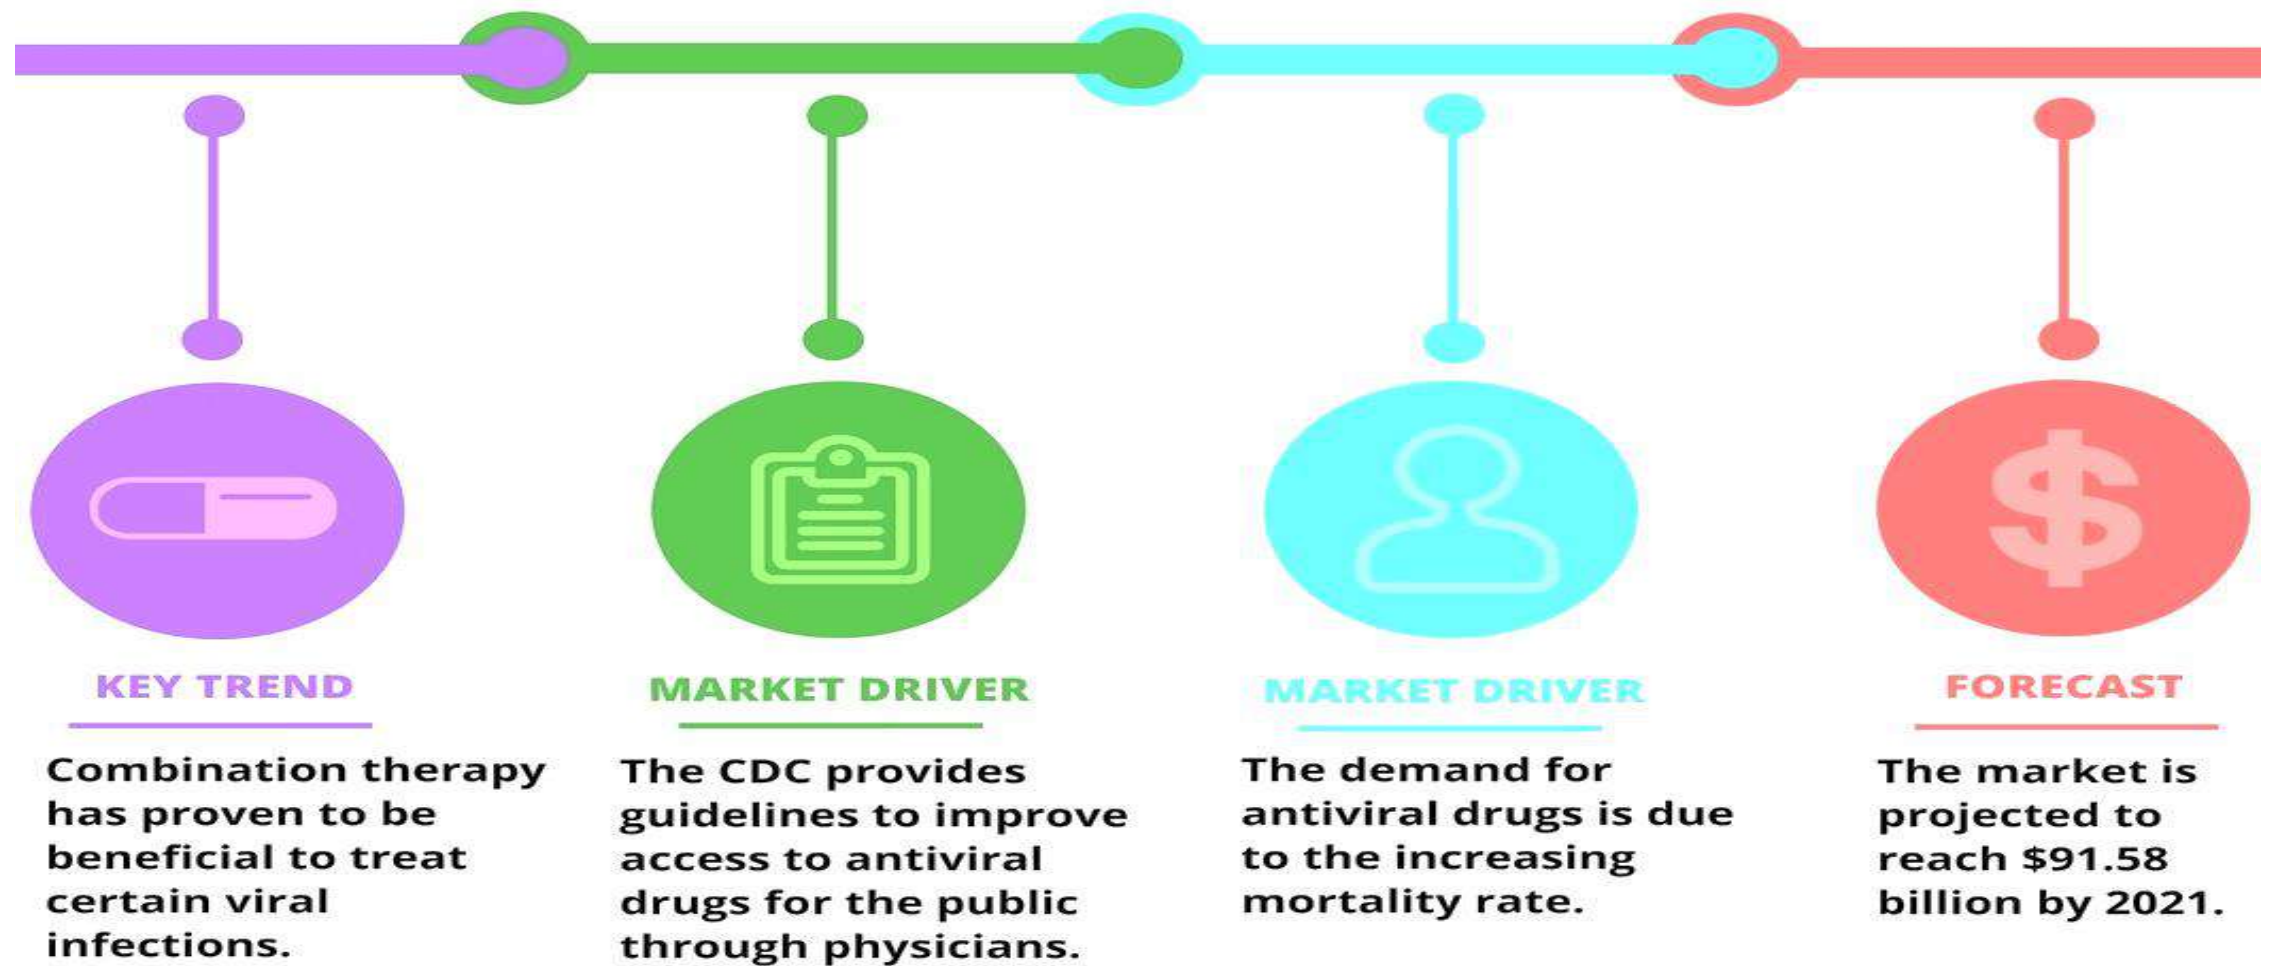 KEY TREND
Combination therapy
has proven to be
beneficial to treat
certain viral
infections.
MARKET DRIVER
The CDC provides
guidelines to improve
access to antiviral
drugs for the public
through physicians.
MARKET DRIVER
The demand for
antiviral drugs is due
to the increasing
mortality rate.
$
FORECAST
The market is
projected to
reach $91.58
billion by 2021.